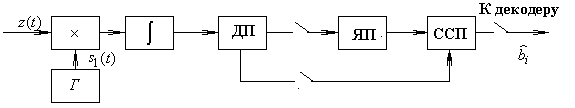 К декодеру
z(t)
×
∫
ДП
ЯП
ССП
s₁(t)
b̂ᵢ
Г